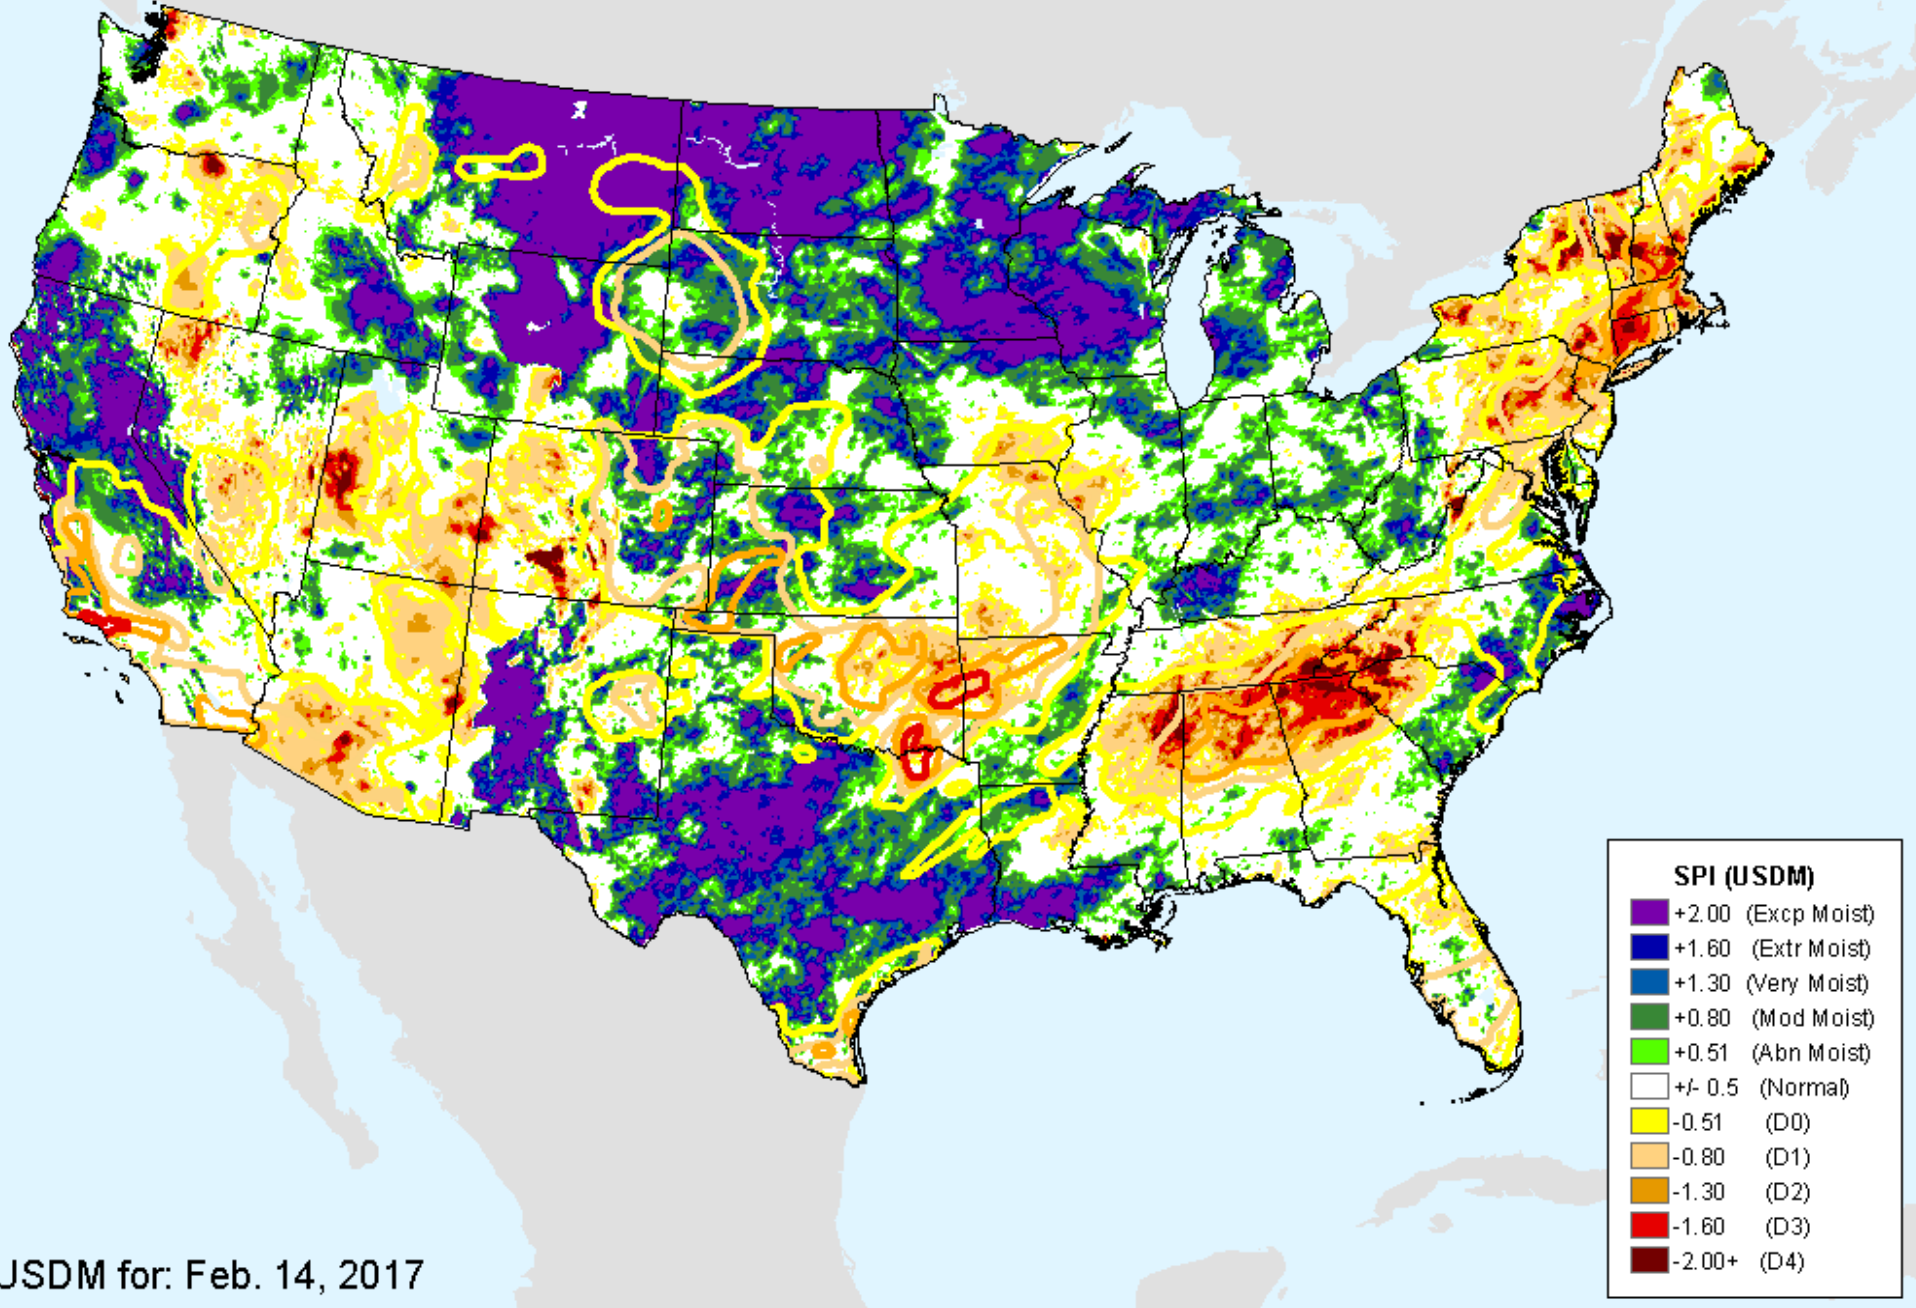 SPI (USDM)
+2.00 (Excp Moist)
+1.60 (Extr Moist)
+1.30 (Very Moist)
+0.80 (Mod Moist)
+0.51 (Abn Moist)
+/- 0.5 (Normal)
-0.51 (D0)
-0.80 (D1)
-1.30 (D2)
-1.60 (D3)
-2.00+ (D4)
USDM for: Feb. 14, 2017